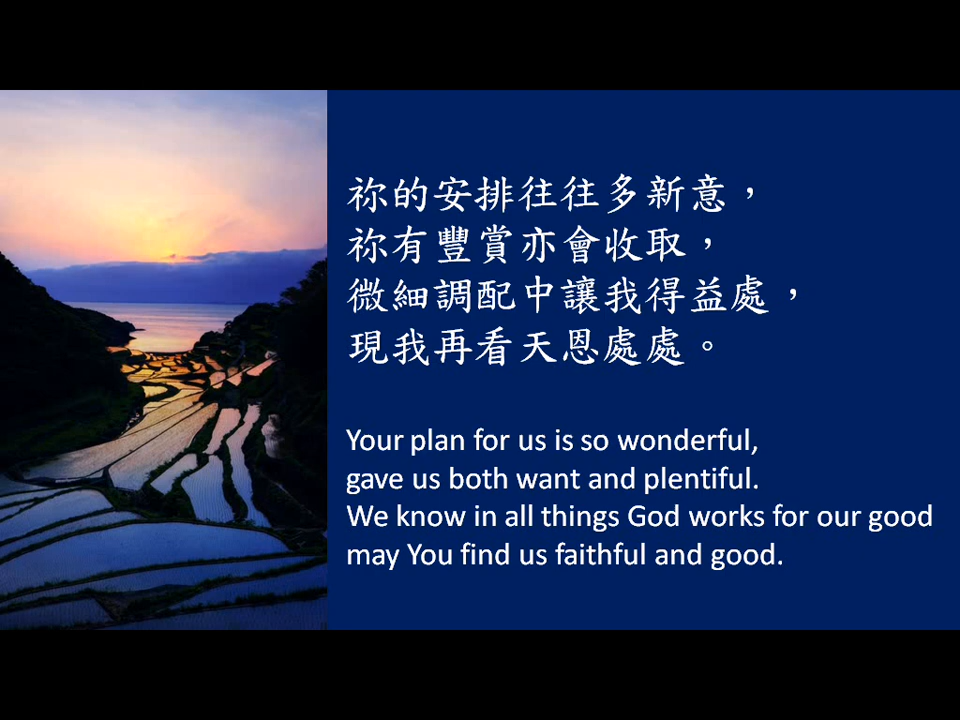 祢的安排往往多新意，
祢有豐賞亦會收取，
微細調配中讓我得益處，
現我再看天恩處處。
Your plan for us is so wonderful,
gave us both want and plentiful.
We know in all things God works for our good
may You find us faithful and good.